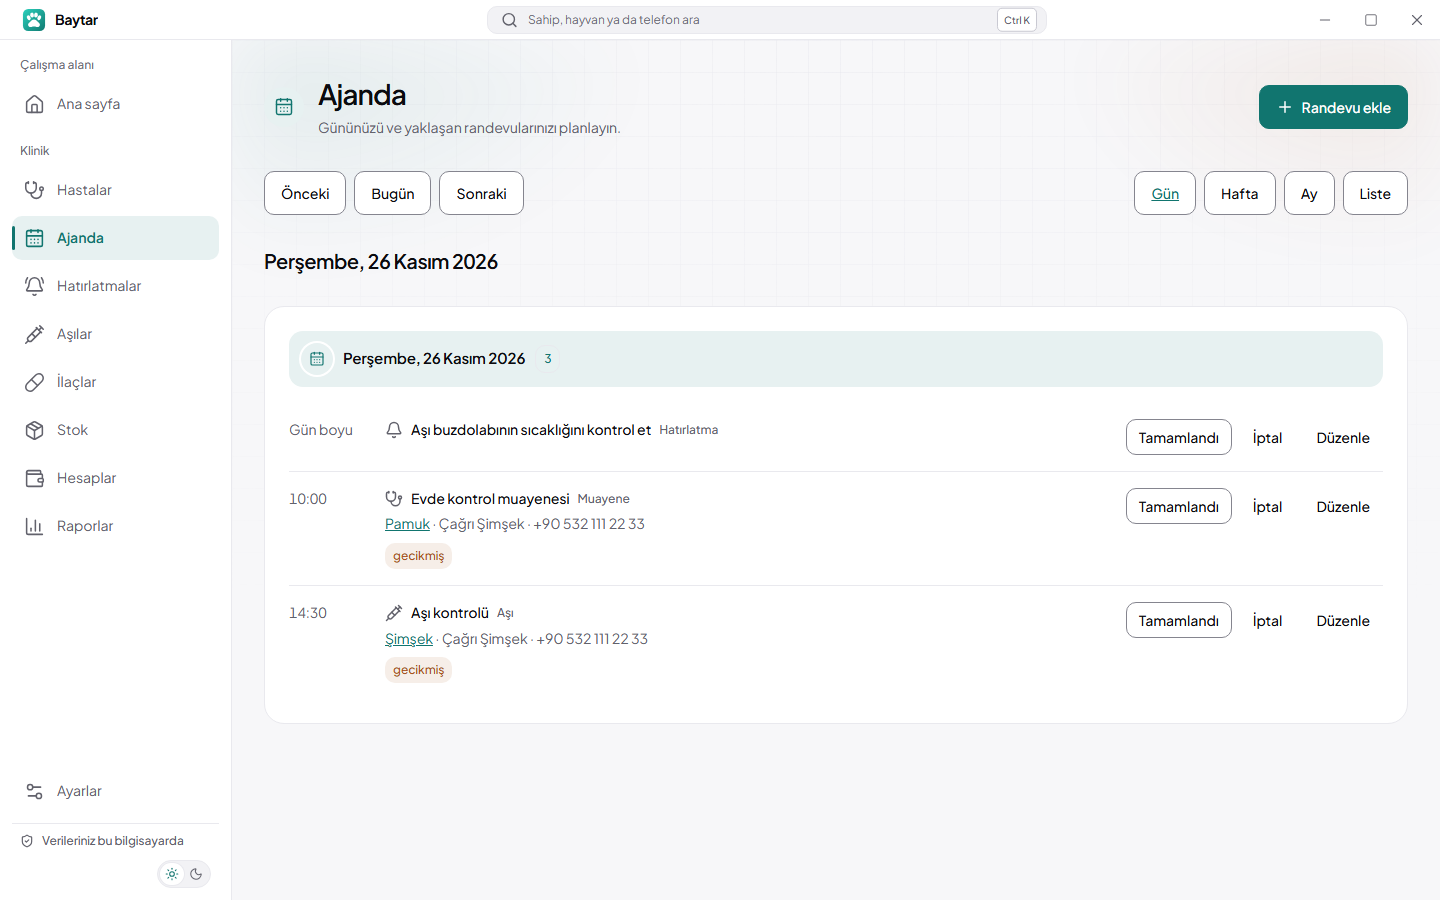 Baytar
Sahip, hayvan ya da telefon ara
Ctrl K
Çalışma alanı
Ana sayfa
Klinik
Hastalar
Ajanda
Hatırlatmalar
Aşılar
İlaçlar
Stok
Hesaplar
Raporlar
Ayarlar
Verileriniz bu bilgisayarda
Ajanda
Gününüzü ve yaklaşan randevularınızı planlayın.
Randevu ekle
Önceki Bugün Sonraki
Gün Hafta Ay Liste
Perşembe, 26 Kasım 2026
Perşembe, 26 Kasım 2026 3
Gün boyu Aşı buzdolabının sıcaklığını kontrol et Hatırlatma Tamamlandı İptal Düzenle
10:00 Evde kontrol muayenesi Muayene Tamamlandı İptal Düzenle
Pamuk · Çağrı Şimşek · +90 532 111 22 33
gecikmiş
14:30 Aşı kontrolü Aşı Tamamlandı İptal Düzenle
Şimşek · Çağrı Şimşek · +90 532 111 22 33
gecikmiş